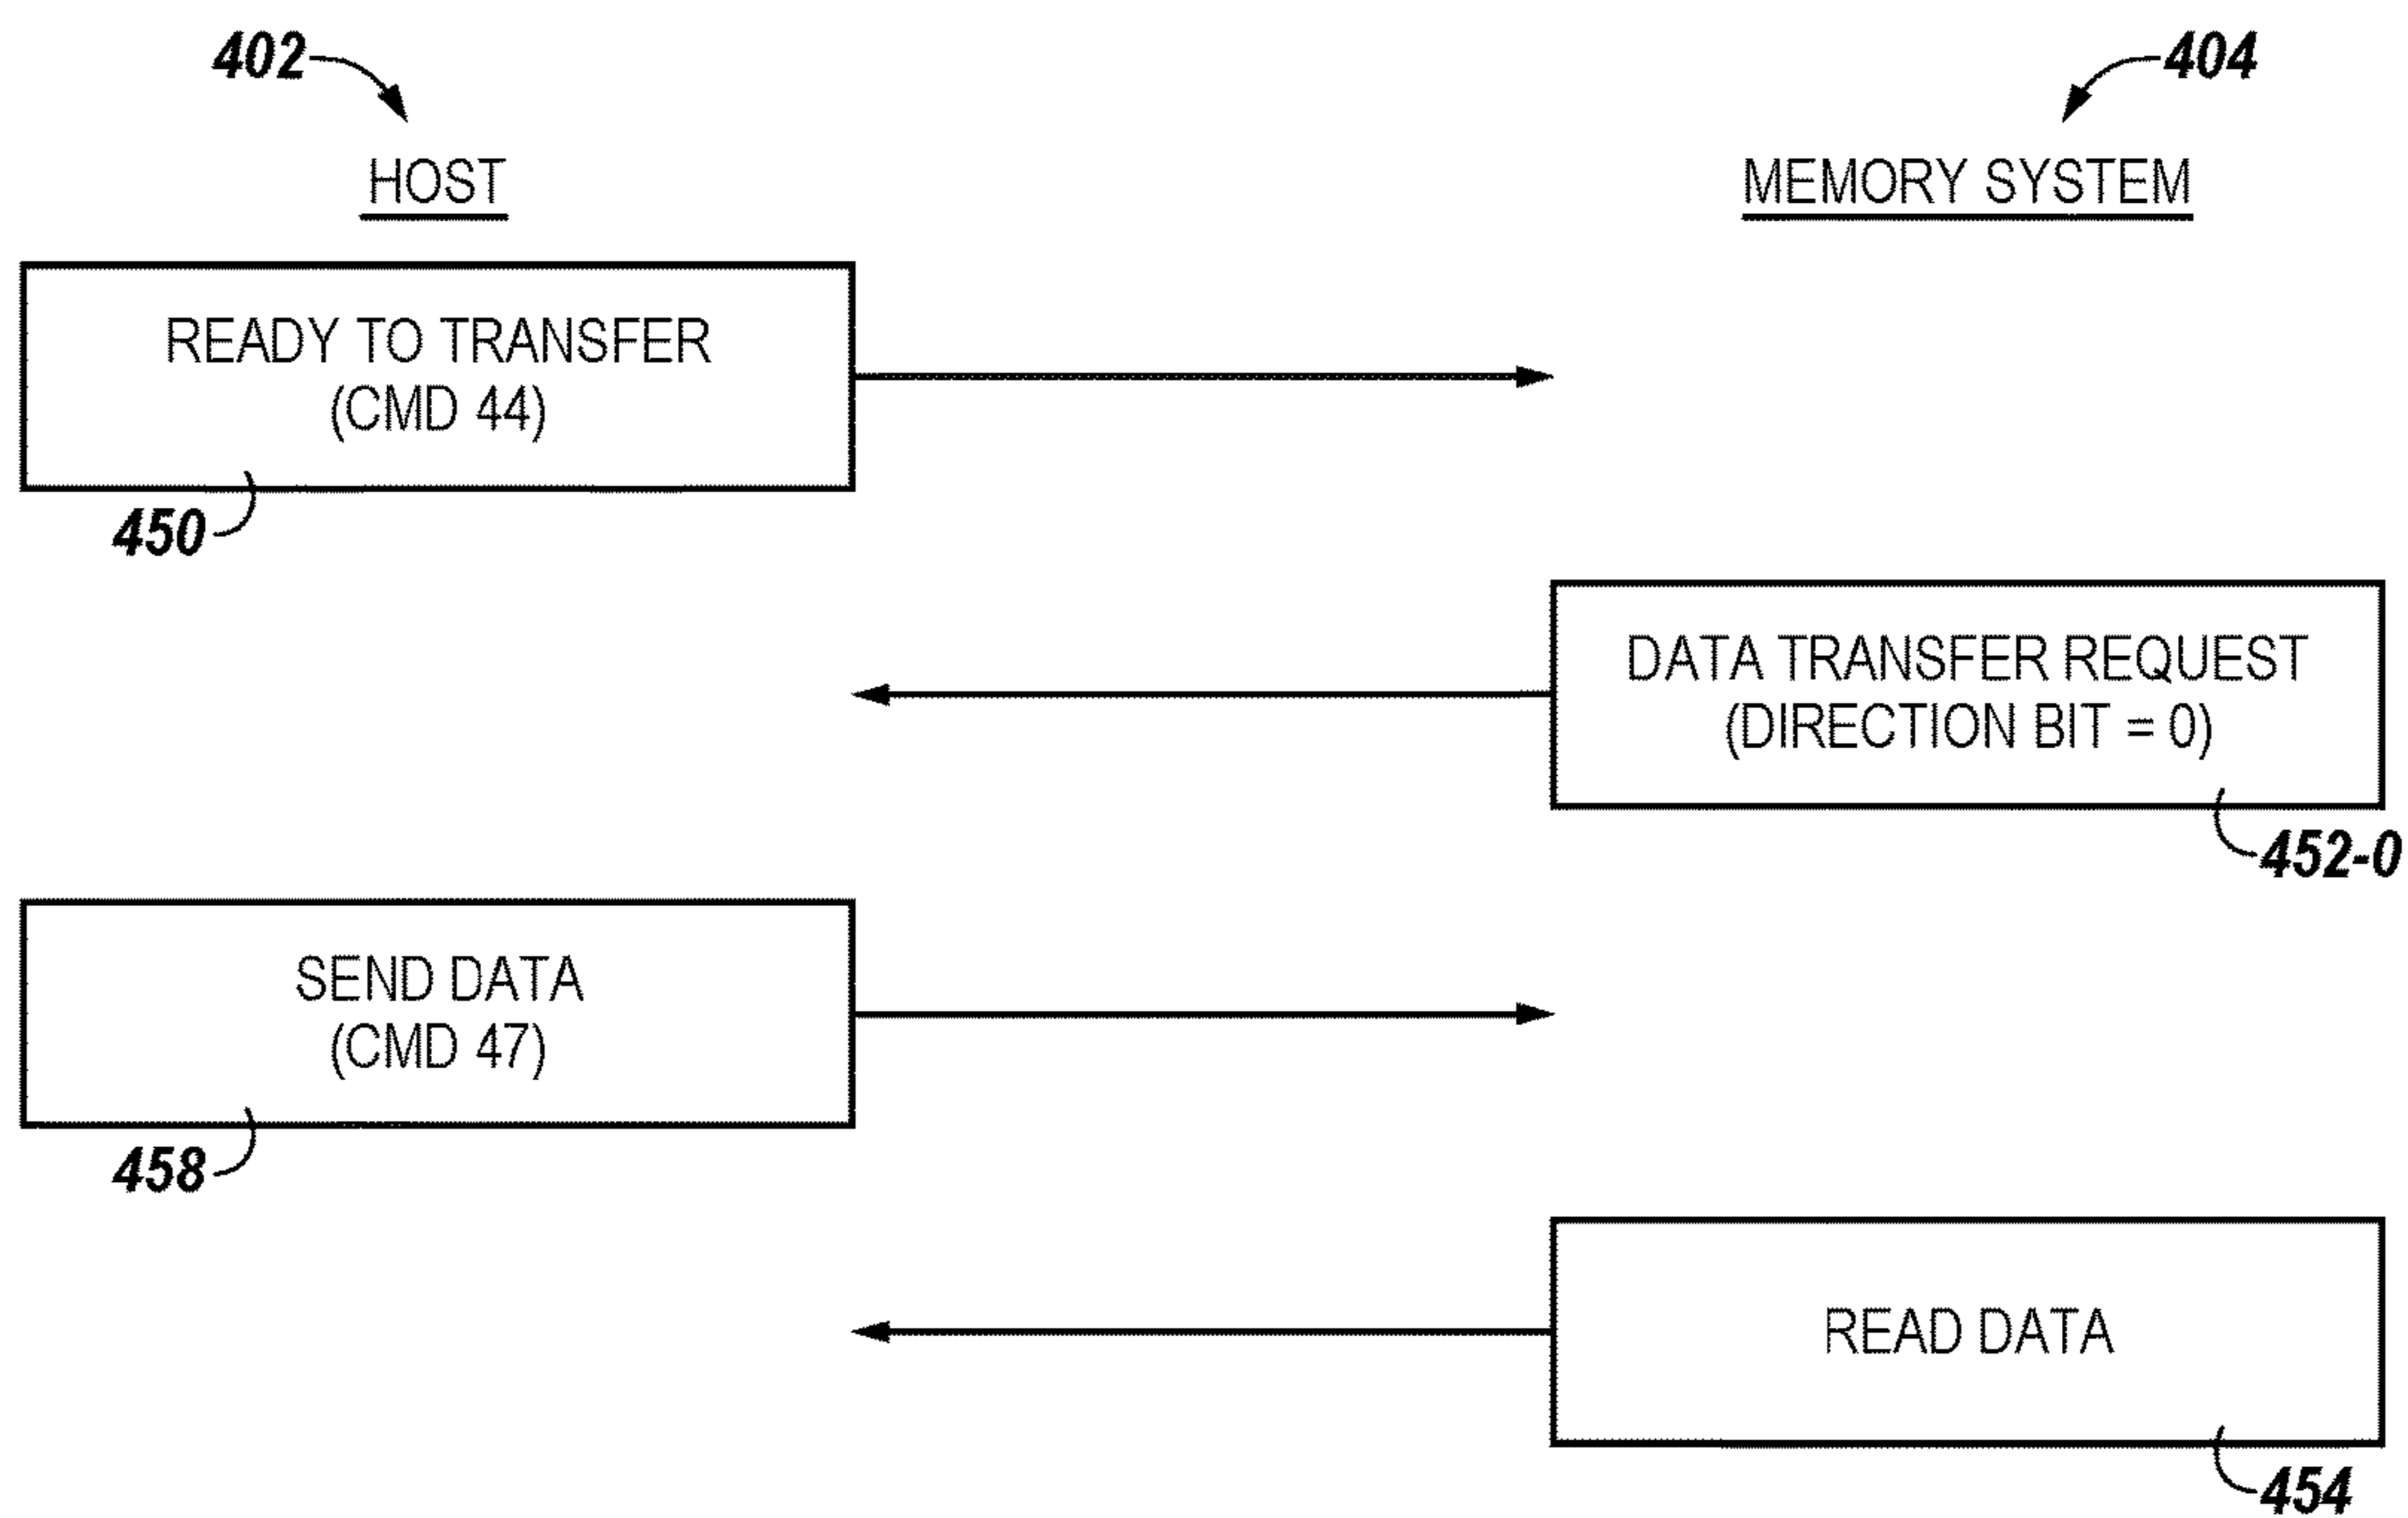 402
404
HOST
MEMORY SYSTEM
READY TO TRANSFER
(CMD 44)
450
DATA TRANSFER REQUEST
(DIRECTION BIT = 0)
452-0
SEND DATA
(CMD 47)
458
READ DATA
454